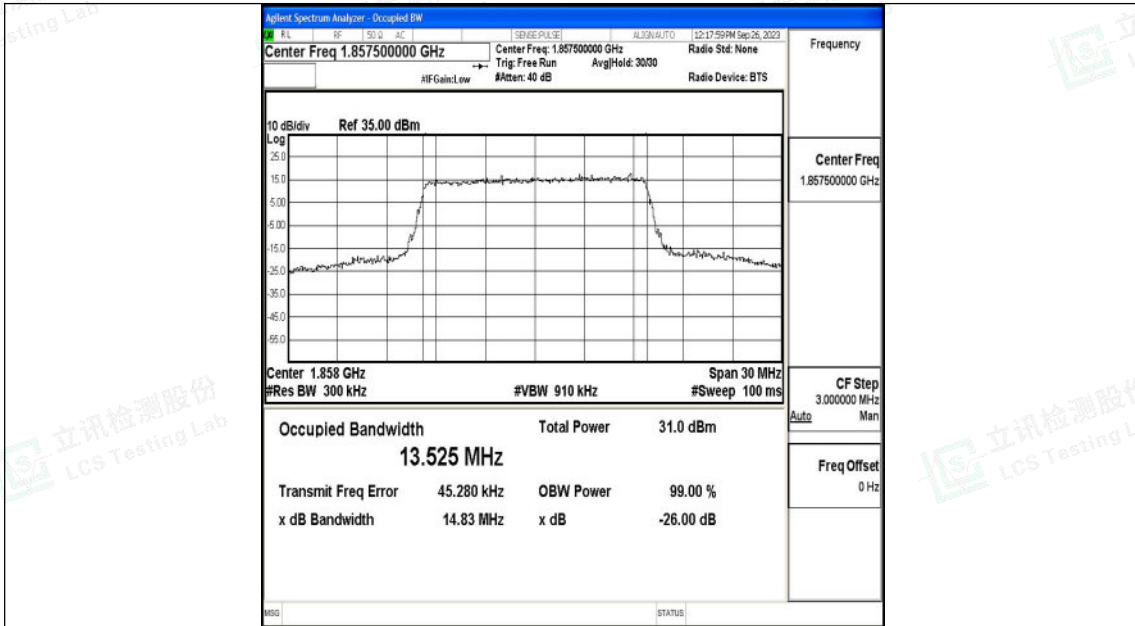 Agilent Spectrum Analyzer - Occupied BW
RL RF 50 Ω AC SENSE:PULSE ALIGNAUTO 12:17:59PM Sep 26, 2023
Center Freq 1.857500000 GHz
Center Freq: 1.857500000 GHz
Radio Std: None
Trig: Free Run Avg|Hold: 30/30
#IFGain:Low
#Atten: 40 dB
Radio Device: BTS
10 dB/div Ref 35.00 dBm
Log
25.0
15.0
5.00
-5.00
-15.0
-25.0
-35.0
-45.0
-55.0
Center 1.858 GHz Span 30 MHz
#Res BW 300 kHz #VBW 910 kHz #Sweep 100 ms
Occupied Bandwidth Total Power 31.0 dBm
13.525 MHz
Transmit Freq Error 45.280 kHz OBW Power 99.00 %
x dB Bandwidth 14.83 MHz x dB -26.00 dB
MSG STATUS
Frequency
Center Freq
1.857500000 GHz
CF Step
3.000000 MHz
Auto Man
Freq Offset
0 Hz
立讯检测股份
LCS Testing Lab
立讯检测股份
LCS Testing L
sting Lab
立